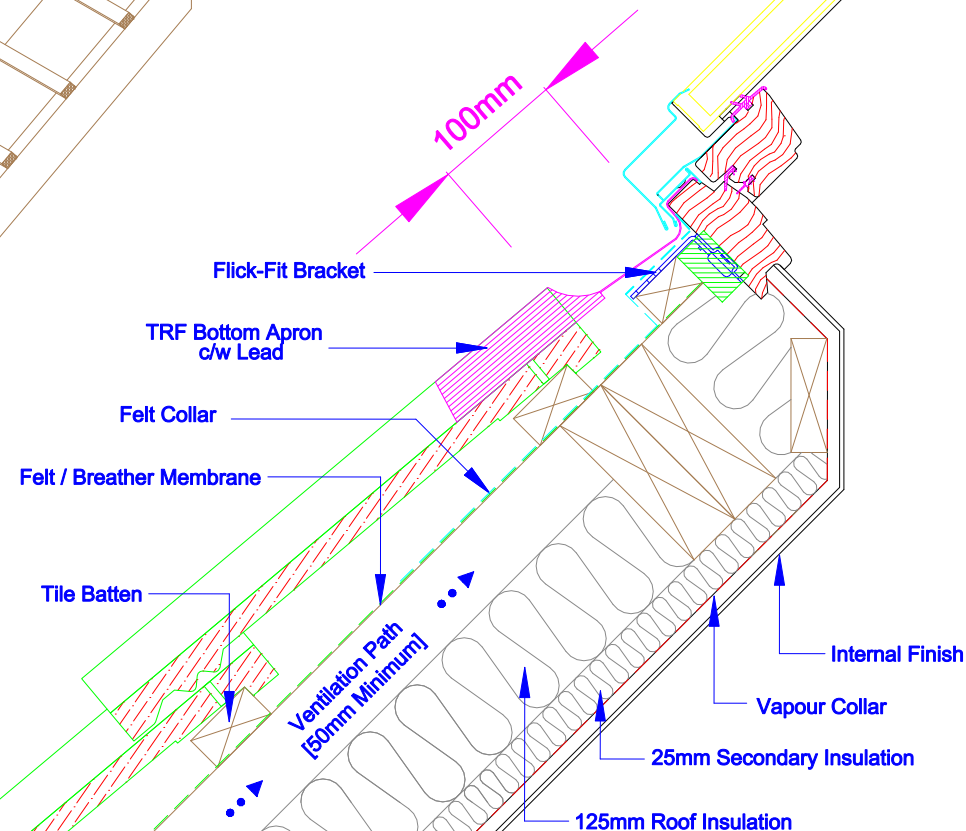 100mm
Flick-Fit Bracket
TRF Bottom Apron
c/w Lead
Felt Collar
Felt / Breather Membrane
Tile Batten
Ventilation Path
[50mm Minimum]
Internal Finish
Vapour Collar
25mm Secondary Insulation
125mm Roof Insulation